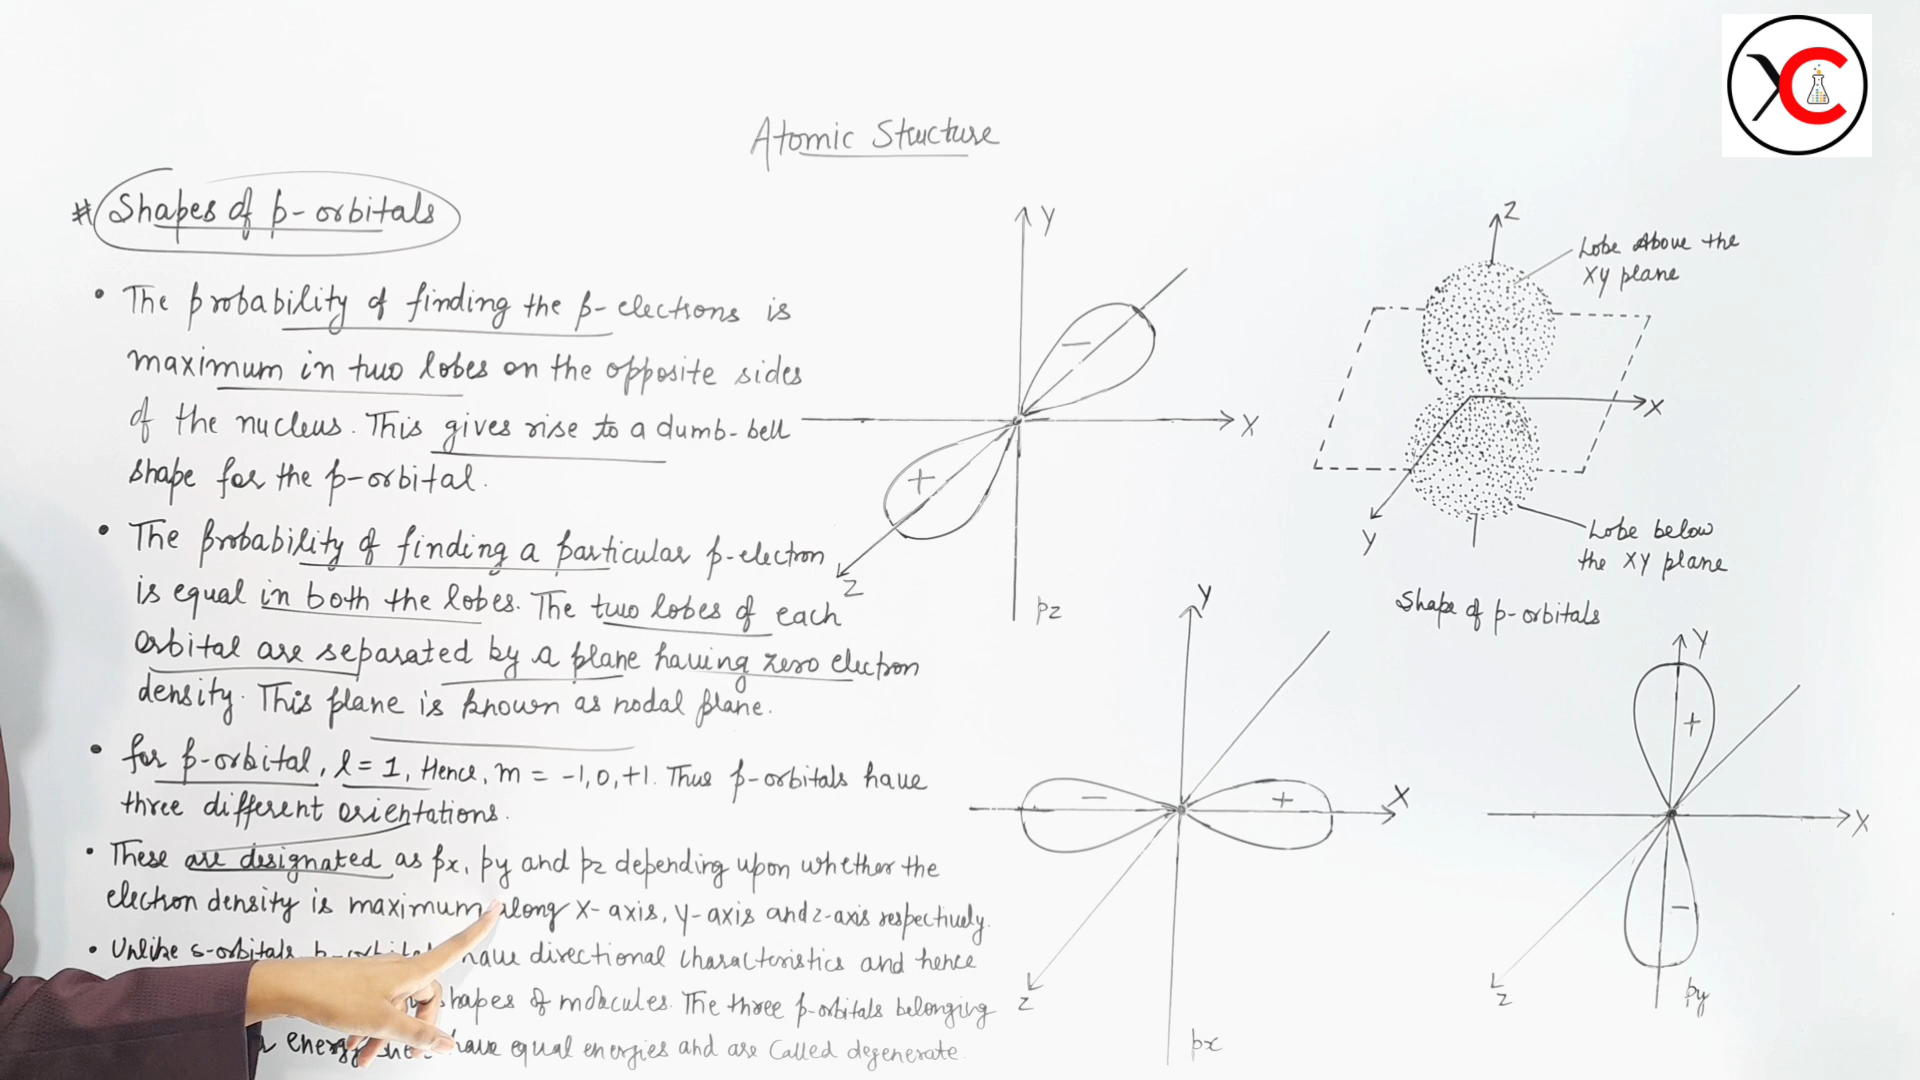 Atomic Structure
# Shapes of p-orbitals
• The probability of finding the p-electrons is
maximum in two lobes on the opposite sides
of the nucleus. This gives rise to a dumb-bell
shape for the p-orbital.
• The probability of finding a particular p-electron
is equal in both the lobes. The two lobes of each
orbital are separated by a plane having zero electron
density. This plane is known as nodal plane.
• for p-orbital, l = 1, Hence, m = -1, 0, +1. Thus p-orbitals have
three different orientations.
• These are designated as px, py and pz depending upon whether the
electron density is maximum along X-axis, Y-axis and z-axis respectively.
• Unlike s-orbitals, have directional characteristics and hence
shapes of molecules. The three p-orbitals belonging
energy have equal energies and are called degenerate.
Y
X
Z
-
+
pz
Z
Lobe Above the
XY plane
X
Y
Lobe below
the XY plane
Shape of p-orbitals
Y
X
Z
-
+
px
Y
X
Z
+
-
py
XC